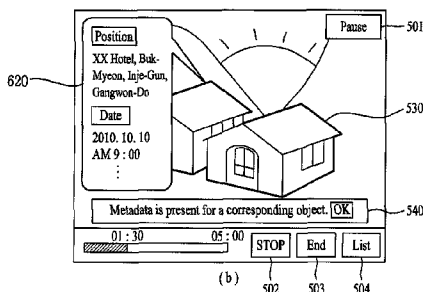 Position
XX Hotel, Buk-
Myeon, Inje-Gun,
Gangwon-Do
Date
2010. 10. 10
AM 9 : 00
⋮
620
Pause
501
530
Metadata is present for a corresponding object. OK
540
01 : 30 05 : 00
STOP End List
(b)
502 503 504